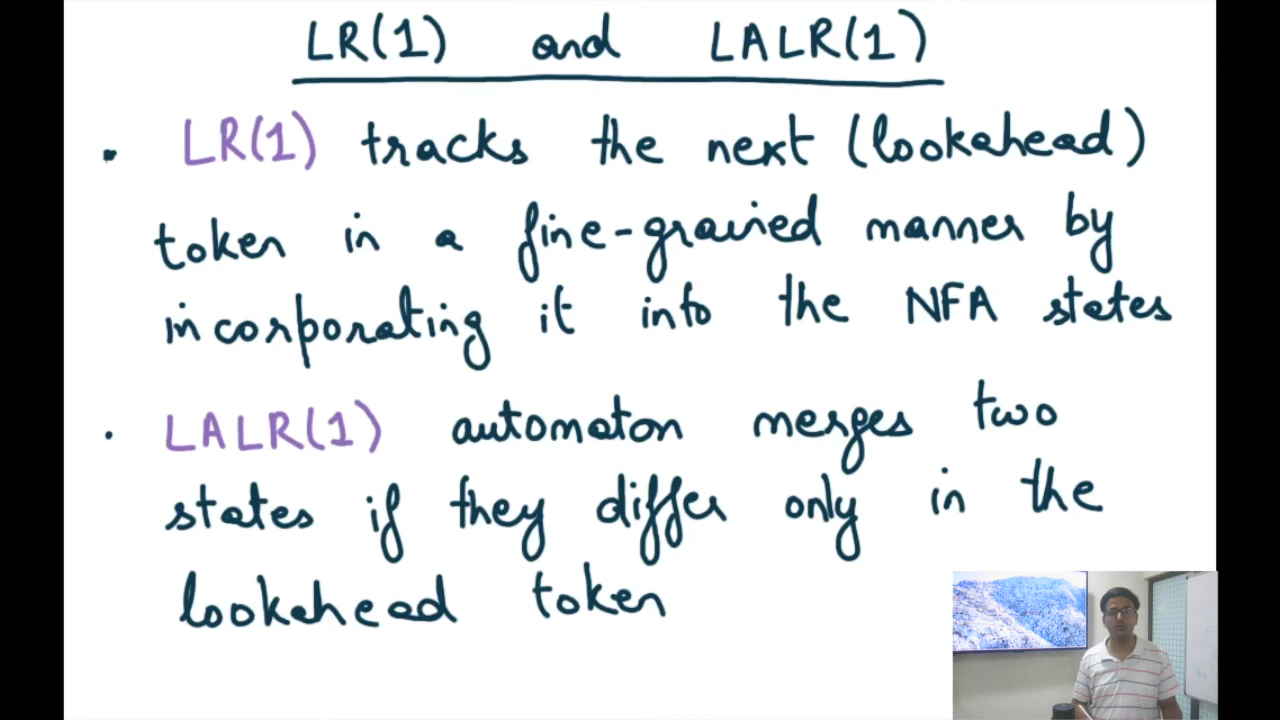 LR(1) and LALR(1)
• LR(1) tracks the next (lookahead)
token in a fine-grained manner by
incorporating it into the NFA states
• LALR(1) automaton merges two
states if they differ only in the
lookahead token